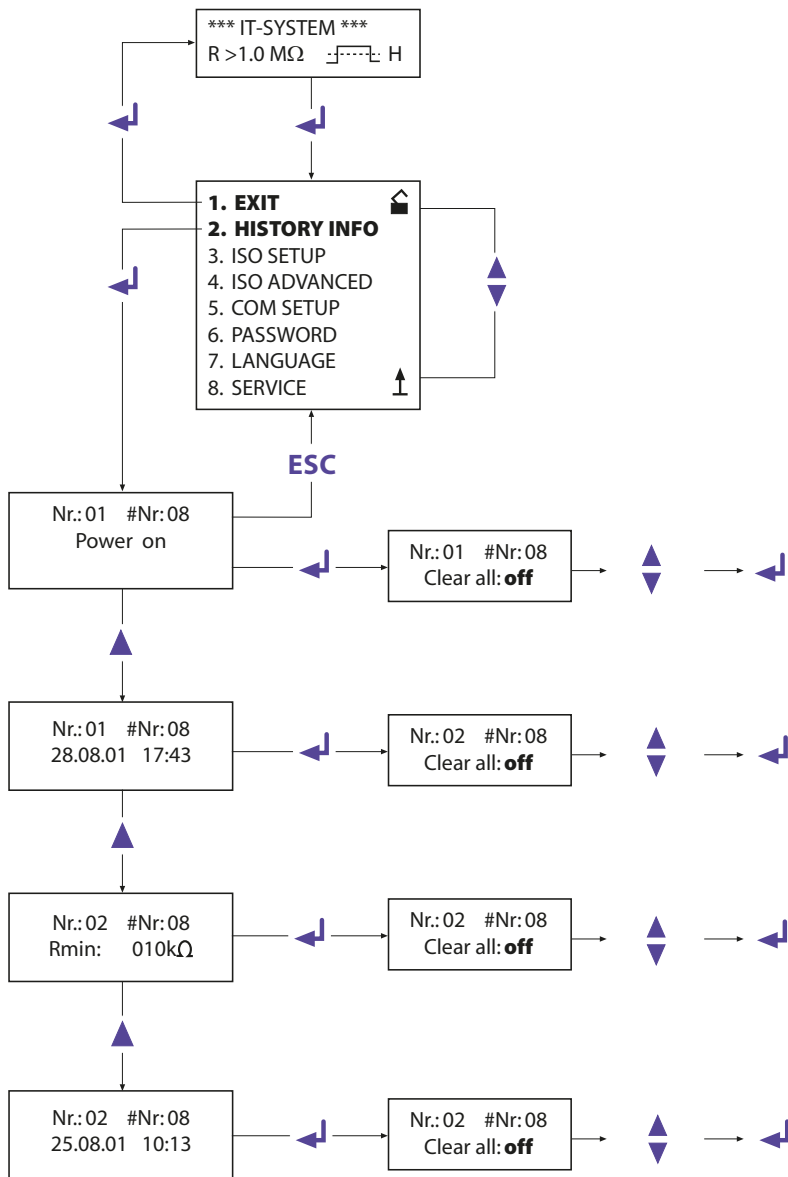 *** IT-SYSTEM ***
R >1.0 MΩ H
1. EXIT
2. HISTORY INFO
3. ISO SETUP
4. ISO ADVANCED
5. COM SETUP
6. PASSWORD
7. LANGUAGE
8. SERVICE
ESC
Nr.: 01 #Nr: 08
Power on
Nr.: 01 #Nr: 08
Clear all: off
Nr.: 01 #Nr: 08
28.08.01 17:43
Nr.: 02 #Nr: 08
Clear all: off
Nr.: 02 #Nr: 08
Rmin: 010kΩ
Nr.: 02 #Nr: 08
Clear all: off
Nr.: 02 #Nr: 08
25.08.01 10:13
Nr.: 02 #Nr: 08
Clear all: off